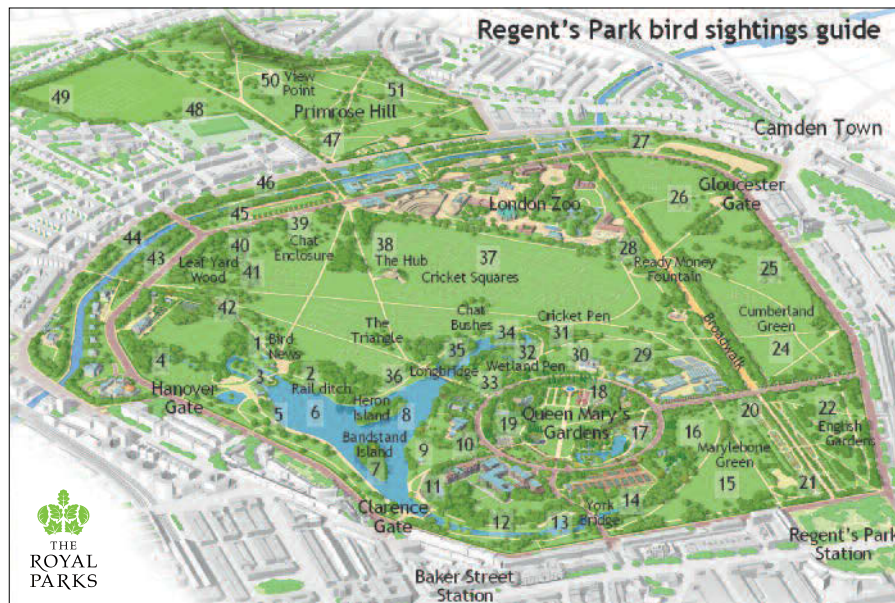 Regent's Park bird sightings guide
50
View
Point
51
49
48
Primrose Hill
47
27
Camden Town
46
London Zoo
26
Gloucester
Gate
45
39
Chat
Enclosure
44
40
43
Leaf Yard
Wood
41
38
The Hub
37
Cricket Squares
28
Ready Money
Fountain
25
42
Cumberland
Green
24
Broadwalk
1
Bird
News
The
Triangle
Chat
Bushes
34
Cricket Pen
31
4
3
2
Rail ditch
36
35
Longbridge
32
Wetland Pen
33
30
29
Hanover
Gate
5
6
Heron
Island
8
18
19
Queen Mary's
Gardens
17
16
Marylebone
Green
20
22
English
Gardens
Bandstand
Island
7
9
10
11
15
21
Clarence
Gate
12
13
York
Bridge
14
Baker Street
Station
Regent's Park
Station
THE
ROYAL
PARKS